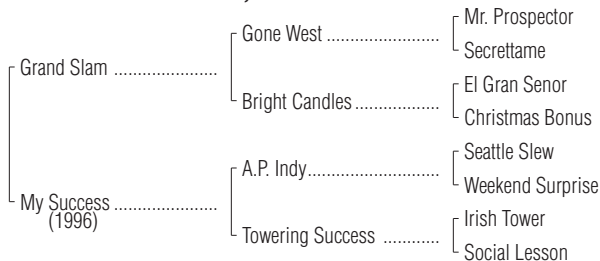 Mr. Prospector
Gone West ....................
Secrettame
Grand Slam ..................
El Gran Senor
Bright Candles ...............
Christmas Bonus
Seattle Slew
A.P. Indy.......................
Weekend Surprise
My Success ..................
(1996)
Irish Tower
Towering Success ..........
Social Lesson